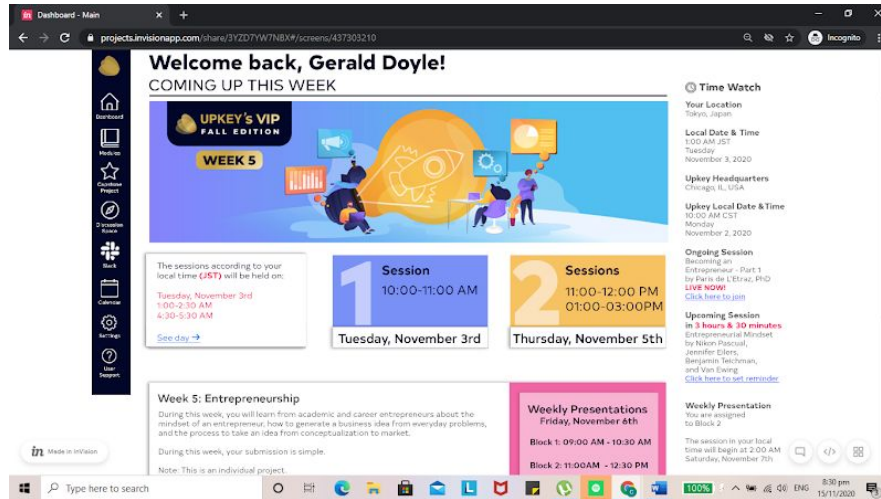 Dashboard - Main
projects.invisionapp.com/share/3YZD7YW7NBX#/screens/437303210
Incognito
Dashboard
Modules
Capstone
Project
Discussion
Space
Slack
Calendar
Settings
User
Support
Welcome back, Gerald Doyle!
COMING UP THIS WEEK
UPKEY's VIP
FALL EDITION
WEEK 5
The sessions according to your
local time (JST) will be held on:
Tuesday, November 3rd
1:00-2:30 AM
4:30-5:30 AM
See day →
1
Session
10:00-11:00 AM
Tuesday, November 3rd
2
Sessions
11:00-12:00 PM
01:00-03:00PM
Thursday, November 5th
Week 5: Entrepreneurship
During this week, you will learn from academic and career entrepreneurs about the
mindset of an entrepreneur, how to generate a business idea from everyday problems,
and the process to take an idea from conceptualization to market.
During this week, your submission is simple.
Note: This is an individual project.
Weekly Presentations
Friday, November 6th
Block 1: 09:00 AM - 10:30 AM
Block 2: 11:00AM - 12:30 PM
Time Watch
Your Location
Tokyo, Japan
Local Date & Time
1:00 AM JST
Tuesday
November 3, 2020
Upkey Headquarters
Chicago, IL, USA
Upkey Local Date &Time
10:00 AM CST
Monday
November 2, 2020
Ongoing Session
Becoming an
Entrepreneur - Part 1
by Paris de L'Etraz, PhD
LIVE NOW!
Click here to join
Upcoming Session
in 3 hours & 30 minutes
Entrepreneurial Mindset
by Nikon Pascual,
Jennifer Eilers,
Benjamin Teichman,
and Van Ewing
Click here to set reminder
Weekly Presentation
You are assigned
to Block 2
The session in your local
time will begin at 2:00 AM
Saturday, November 7th
in Made in InVision
Type here to search
100%
ENG
8:30 pm
15/11/2020